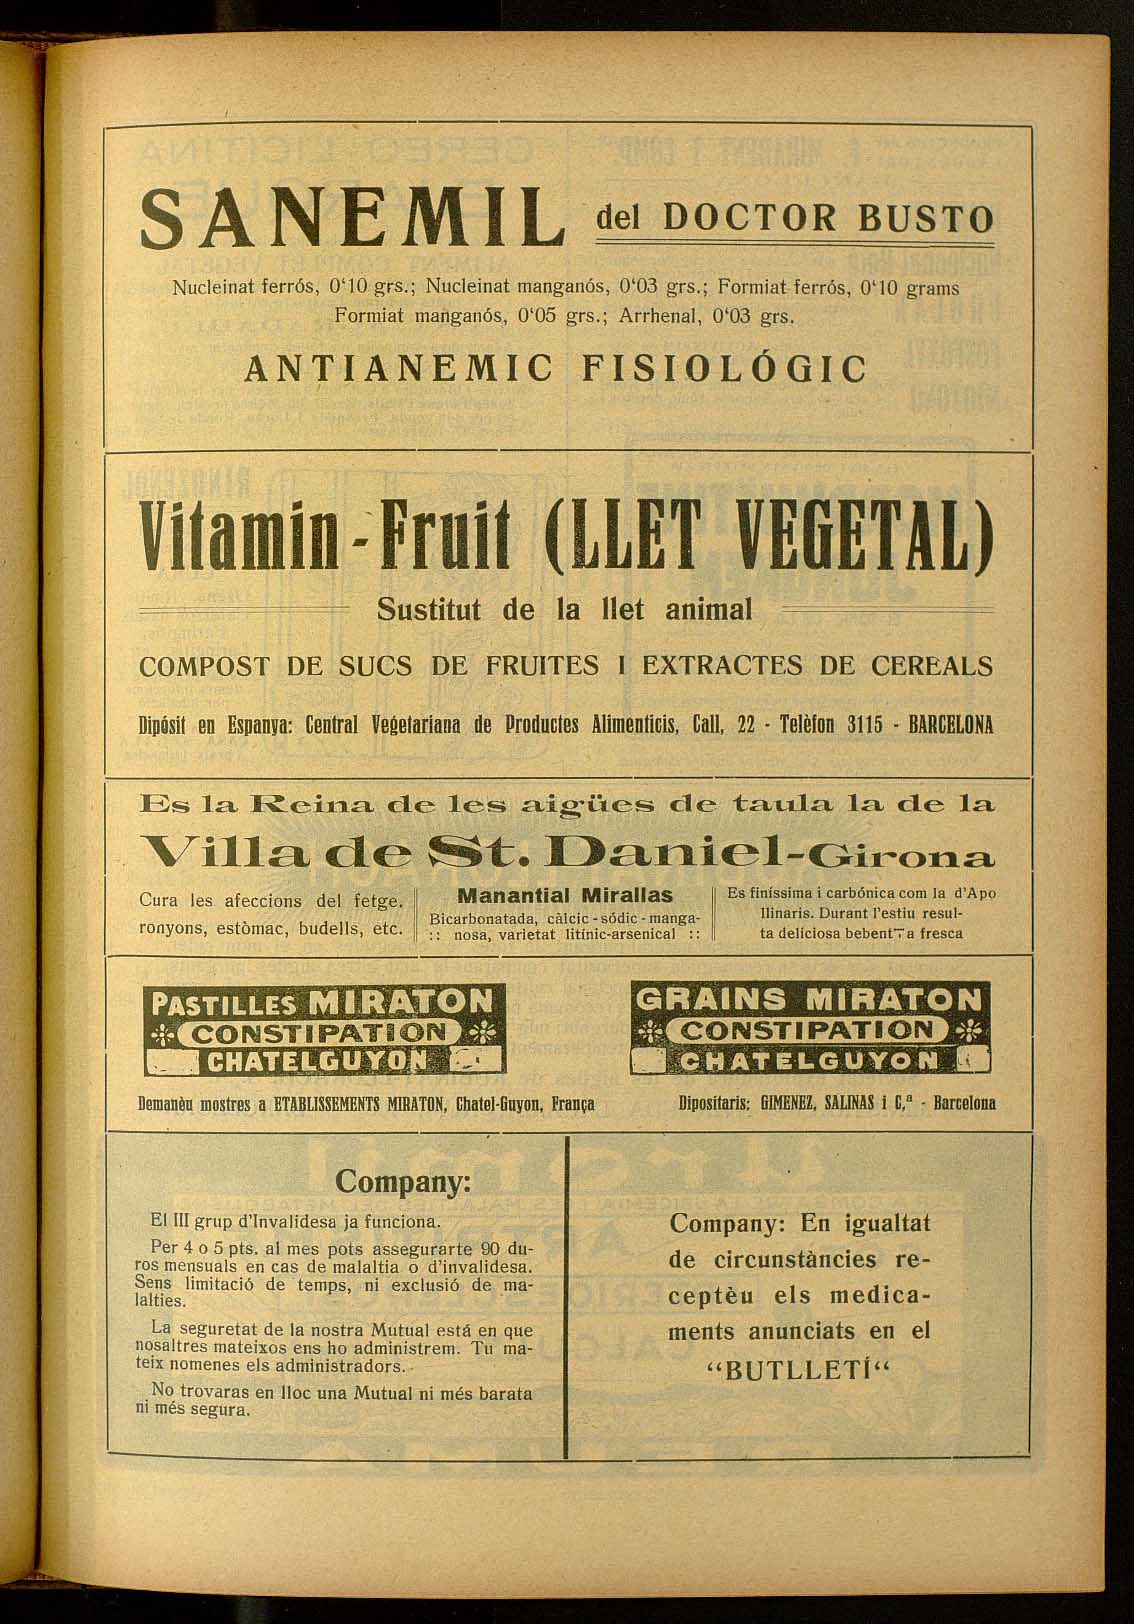 SANEMIL del DOCTOR BUSTO
Nucleinat ferrós, 0‘10 grs.; Nucleinat manganós, 0‘03 grs.; Formiat ferrós, 0‘10 grams
Formiat manganós, 0‘05 grs.; Arrhenal, 0‘03 grs.
ANTIANEMIC FISIOLÓGIC
Vitamin-Fruit (LLET VEGETAL)
Sustitut de la llet animal
COMPOST DE SUCS DE FRUITES I EXTRACTES DE CEREALS
Dipósit en Espanya: Central Vegetariana de Productes Alimenticis, Call, 22 - Telèfon 3115 - BARCELONA
Es la Reina de les aigües de taula la de la
Villa de St. Daniel-Girona
Cura les afeccions del fetge.
ronyons, estòmac, budells, etc.
Manantial Mirallas
Bicarbonatada, càlcic-sódic-manga-
:: nosa, varietat litínic-arsenical ::
Es finíssima i carbónica com la d’Apo
llinaris. Durant l’estiu resul-
ta deliciosa bebent-a fresca
PASTILLES MIRATON
CONSTIPATION
CHATELGUYON
Demanèu mostres a ETABLISSEMENTS MIRATON, Chatel-Guyon, França
GRAINS MIRATON
CONSTIPATION
CHATELGUYON
Dipositaris: GIMENEZ, SALINAS i C,ª - Barcelona
Company:
El III grup d’Invalidesa ja funciona.
Per 4 o 5 pts. al mes pots assegurarte 90 du-
ros mensuals en cas de malaltia o d’invalidesa.
Sens limitació de temps, ni exclusió de ma-
lalties.
La seguretat de la nostra Mutual está en que
nosaltres mateixos ens ho administrem. Tu ma-
teix nomenes els administradors.
No trovaras en lloc una Mutual ni més barata
ni més segura.
Company: En igualtat
de circunstàncies re-
ceptèu els medica-
ments anunciats en el
“BUTLLETÍ“